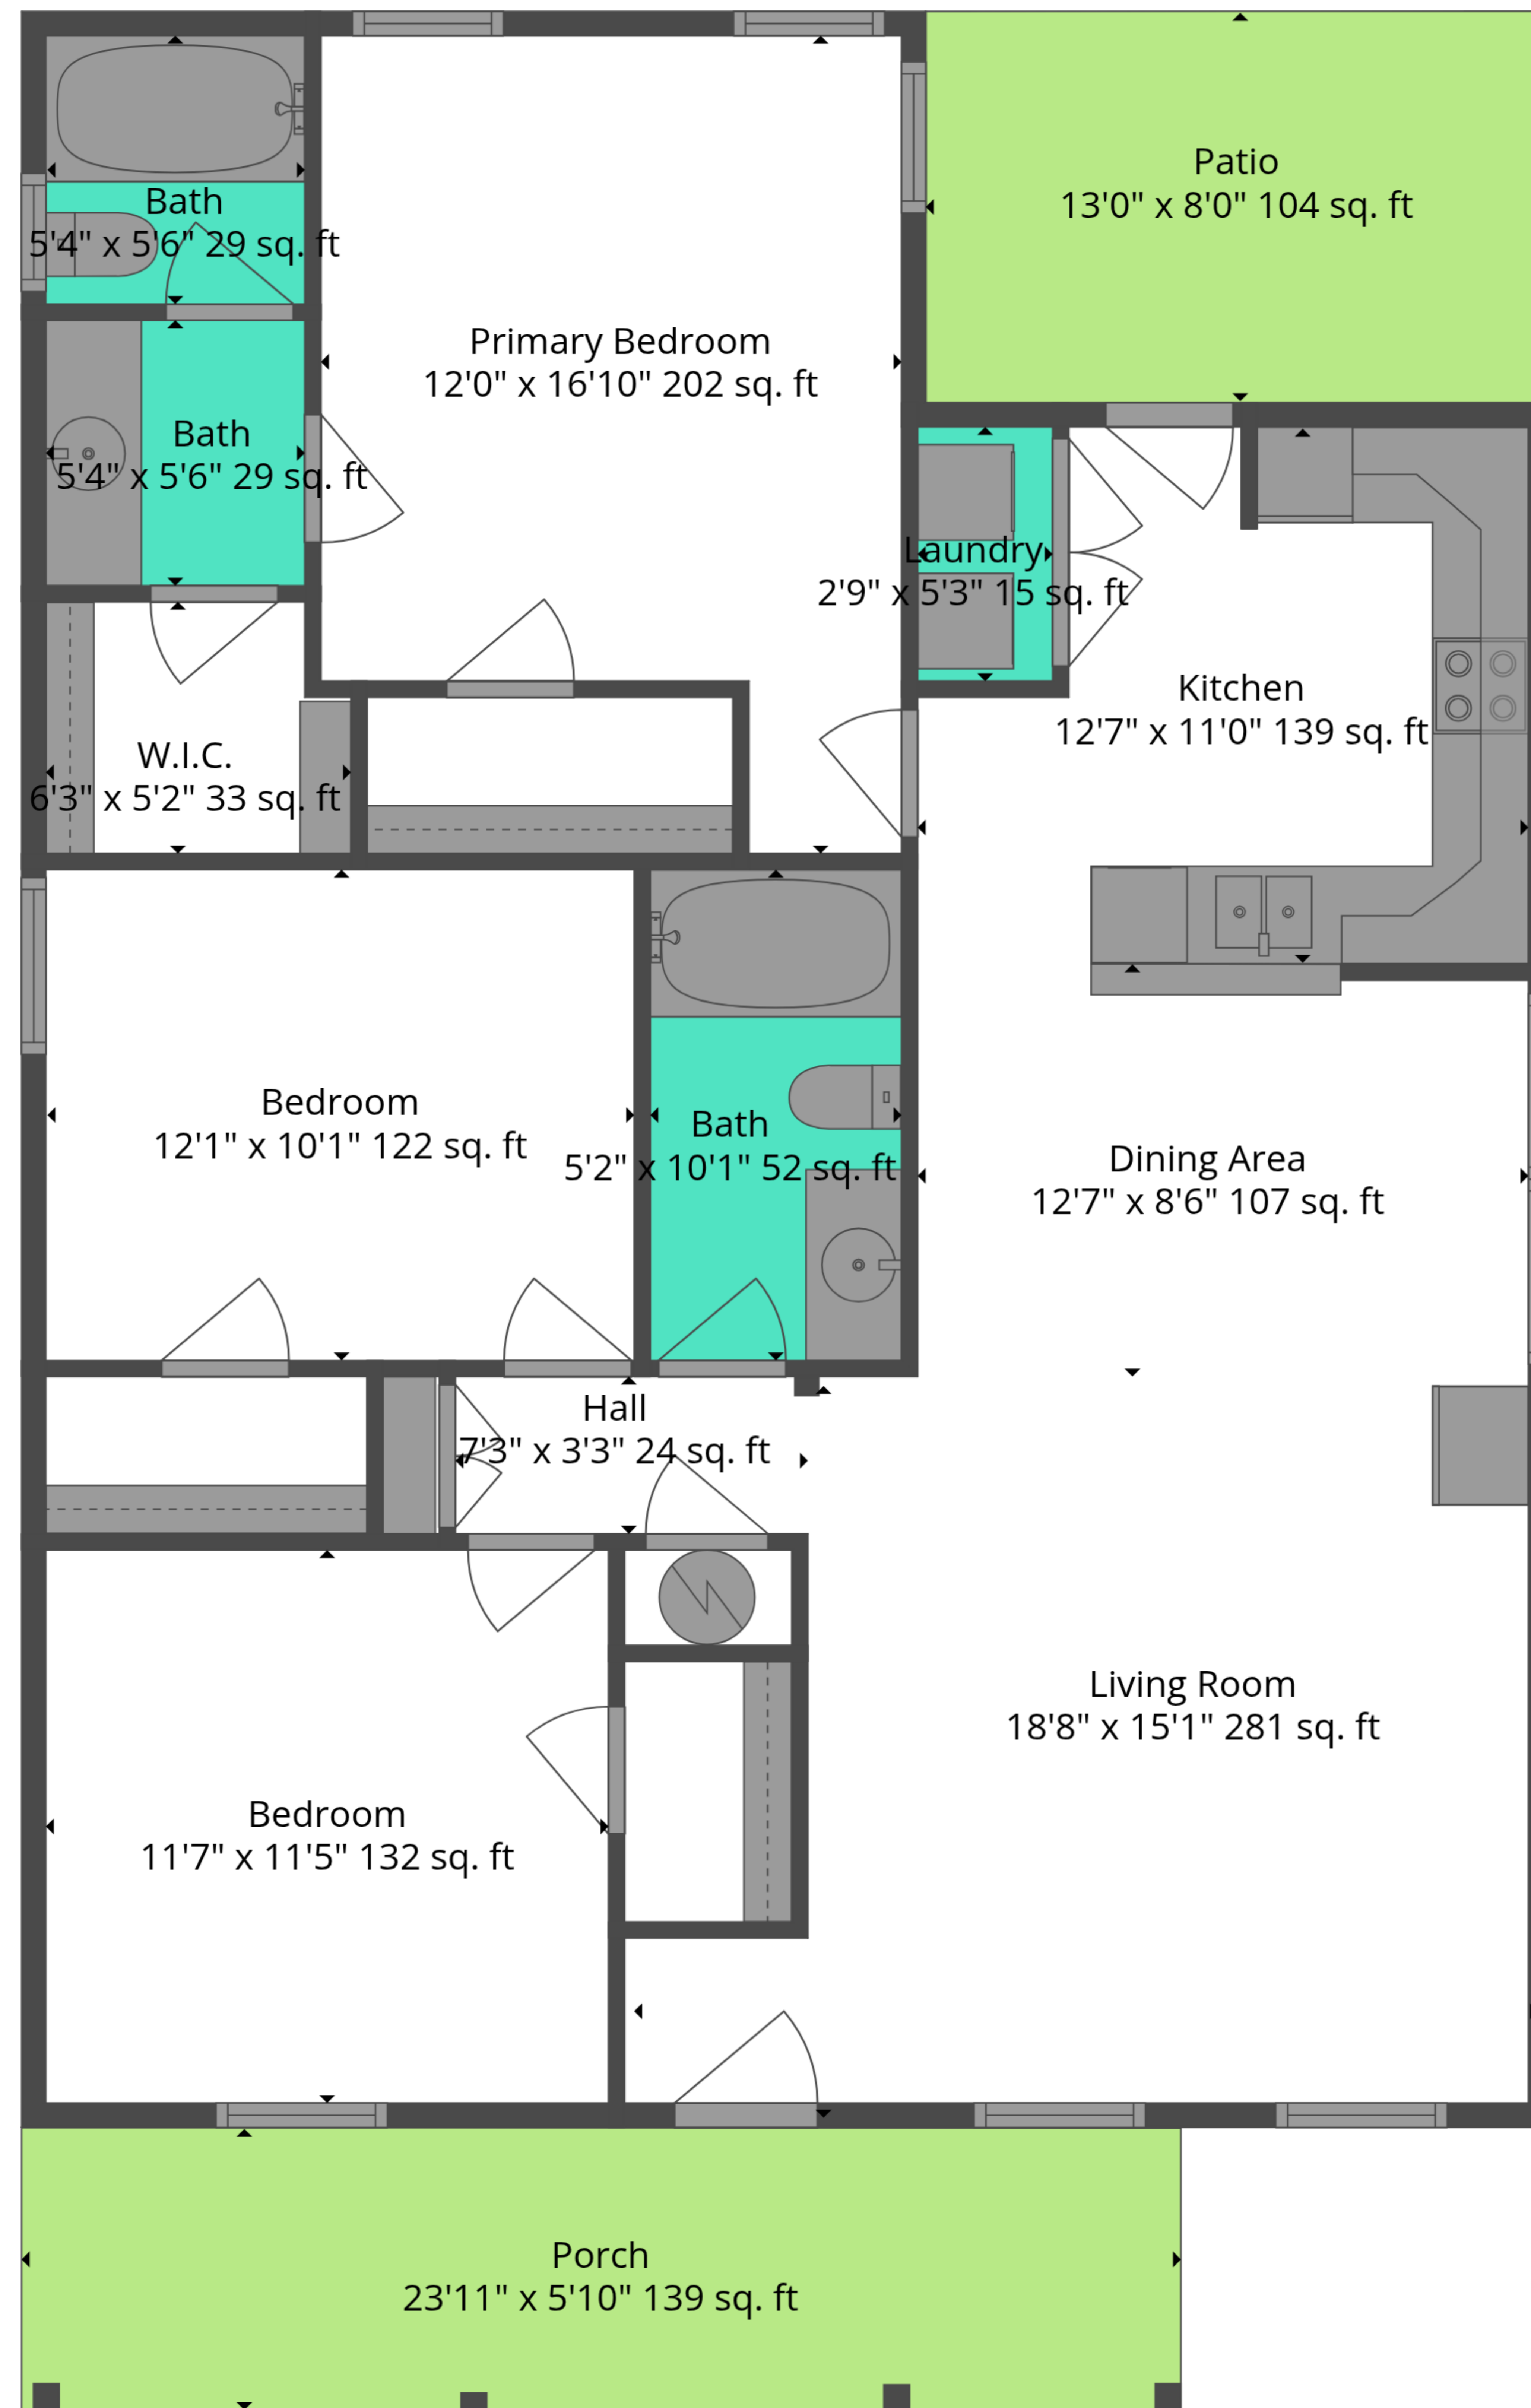 Patio
13'0" x 8'0" 104 sq. ft
Bath
5'4" x 5'6" 29 sq. ft
Primary Bedroom
12'0" x 16'10" 202 sq. ft
Bath
5'4" x 5'6" 29 sq. ft
Laundry
2'9" x 5'3" 15 sq. ft
Kitchen
12'7" x 11'0" 139 sq. ft
W.I.C.
6'3" x 5'2" 33 sq. ft
Bedroom
12'1" x 10'1" 122 sq. ft
Bath
5'2" x 10'1" 52 sq. ft
Dining Area
12'7" x 8'6" 107 sq. ft
Hall
7'3" x 3'3" 24 sq. ft
Living Room
18'8" x 15'1" 281 sq. ft
Bedroom
11'7" x 11'5" 132 sq. ft
Porch
23'11" x 5'10" 139 sq. ft